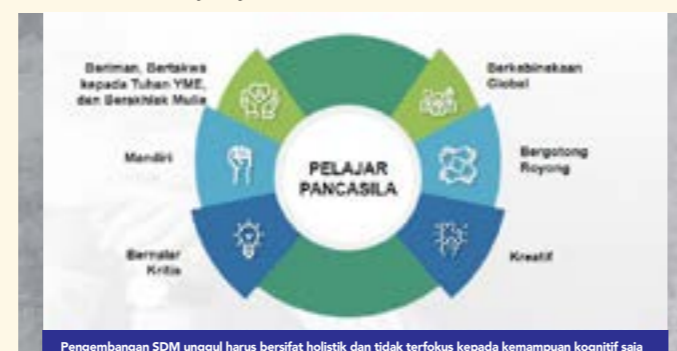 Beriman, Bertakwa
kepada Tuhan YME,
dan Berakhlak Mulia
Berkebinekaan
Global
Mandiri
PELAJAR
PANCASILA
Bergotong
Royong
Bernalar
Kritis
Kreatif
Pengembangan SDM unggul harus bersifat holistik dan tidak terfokus kepada kemampuan kognitif saja